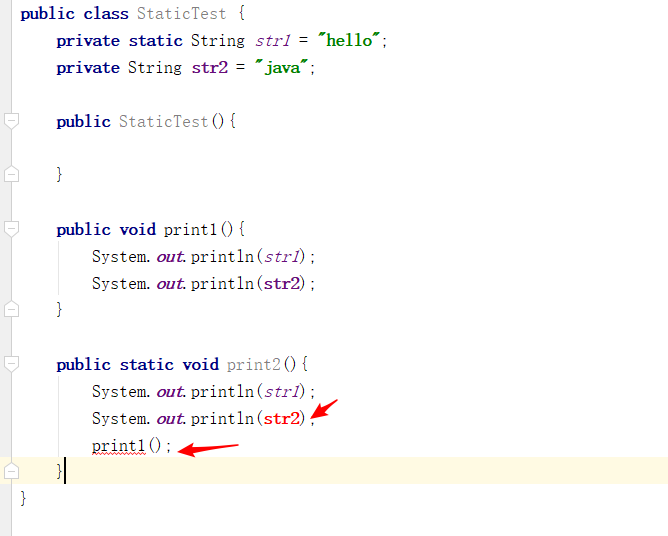 public class StaticTest {
private static String str1 = "hello";
private String str2 = "java";
public StaticTest(){
}
public void print1(){
System.out.println(str1);
System.out.println(str2);
}
public static void print2(){
System.out.println(str1);
System.out.println(str2);
print1();
}
}